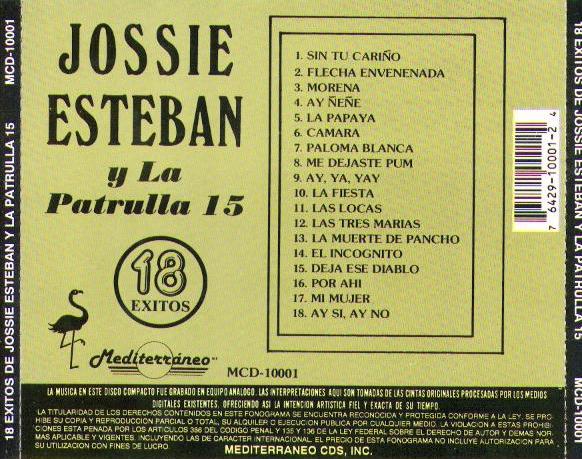 18 EXITOS DE JOSSIE ESTEBAN Y LA PATRULLA 15 MCD-10001
JOSSIE
ESTEBAN
y La
Patrulla 15
18
EXITOS
Mediterráneo
1. SIN TU CARIÑO
2. FLECHA ENVENENADA
3. MORENA
4. AY ÑEÑE
5. LA PAPAYA
6. CAMARA
7. PALOMA BLANCA
8. ME DEJASTE PUM
9. AY, YA, YAY
10. LA FIESTA
11. LAS LOCAS
12. LAS TRES MARIAS
13. LA MUERTE DE PANCHO
14. EL INCOGNITO
15. DEJA ESE DIABLO
16. POR AHI
17. MI MUJER
18. AY SI, AY NO
MCD-10001
7 6429-10001-2 4
18 EXITOS DE JOSSIE ESTEBAN Y LA PATRULLA 15 MCD-10001
LA MUSICA EN ESTE DISCO COMPACTO FUE GRABADO EN EQUIPO ANALOGO. LAS INTERPRETACIONES AQUI SON TOMADAS DE LAS CINTAS ORIGINALES PROCESADAS POR LOS MEDIOS
DIGITALES EXISTENTES. OFRECIENDO ASI LA INTENCION ARTISTICA FIEL Y EXACTA DE SU TIEMPO.
LA TITULARIDAD DE LOS DERECHOS CONTENIDOS EN ESTE FONOGRAMA SE ENCUENTRA RECONOCIDA Y PROTEGIDA CONFORME A LA LEY. SE PRO-
HIBE SU COPIA Y REPRODUCCION PARCIAL O TOTAL, SU ALQUILER O EJECUCION PUBLICA POR CUALQUIER MEDIO. LA VIOLACION A ESTAS PROHIBI-
CIONES ESTA PENADA POR LOS ARTICULOS 386 DEL CODIGO PENAL Y 135 Y 136 DE LA LEY FEDERAL SOBRE EL DERECHO DE AUTOR Y DEMAS NOR-
MAS APLICABLE Y VIGENTES. INCLUYENDO LAS DE CARACTER INTERNACIONAL. EL PRECIO DE ESTA FONOGRAMA NO INCLUYE AUTORIZACION PARA
SU UTILIZACION CON FINES DE LUCRO.
MEDITERRANEO CDS, INC.